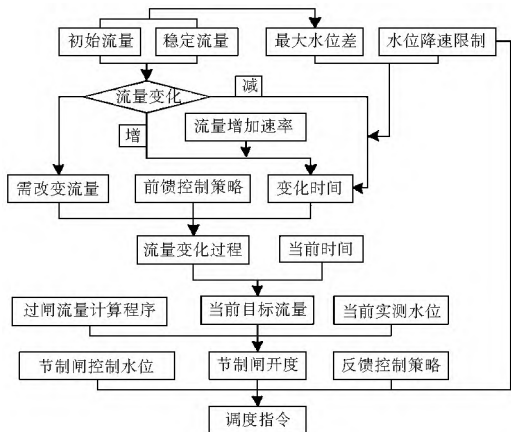 初始流量
稳定流量
最大水位差
水位降速限制
流量变化
减
增
流量增加速率
需改变流量
前馈控制策略
变化时间
流量变化过程
当前时间
过闸流量计算程序
当前目标流量
当前实测水位
节制闸控制水位
节制闸开度
反馈控制策略
调度指令